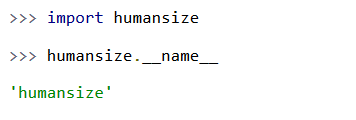 >>> import humansize
>>> humansize.__name__
'humansize'